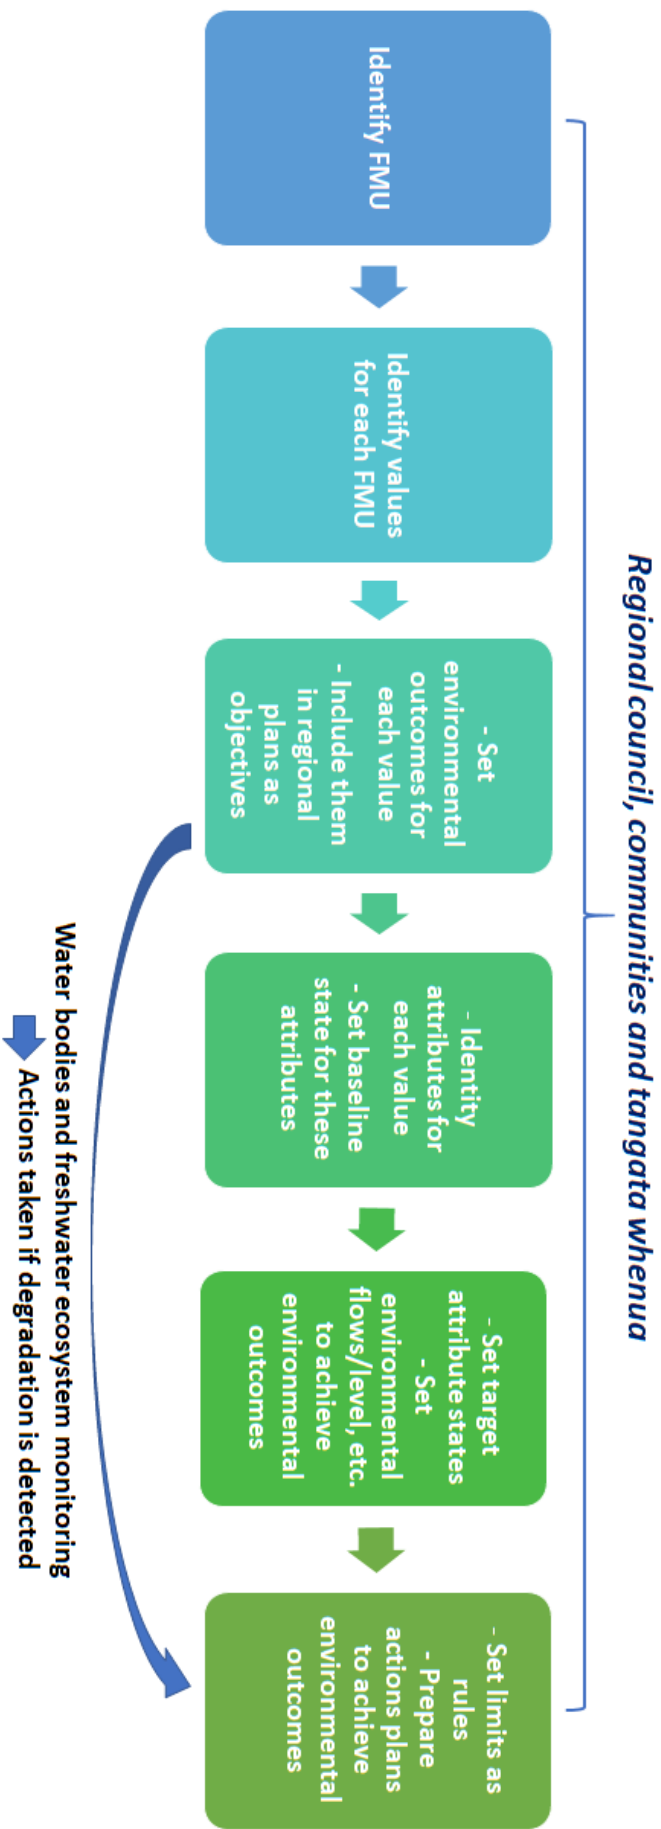 Regional council, communities and tangata whenua
Identify FMU
Identify values
for each FMU
- Set
environmental
outcomes for
each value
- Include them
in regional
plans as
objectives
- Identity
attributes for
each value
- Set baseline
state for these
attributes
- Set target
attribute states
- Set
environmental
flows/level, etc.
to achieve
environmental
outcomes
- Set limits as
rules
- Prepare
actions plans
to achieve
environmental
outcomes
Water bodies and freshwater ecosystem monitoring
Actions taken if degradation is detected